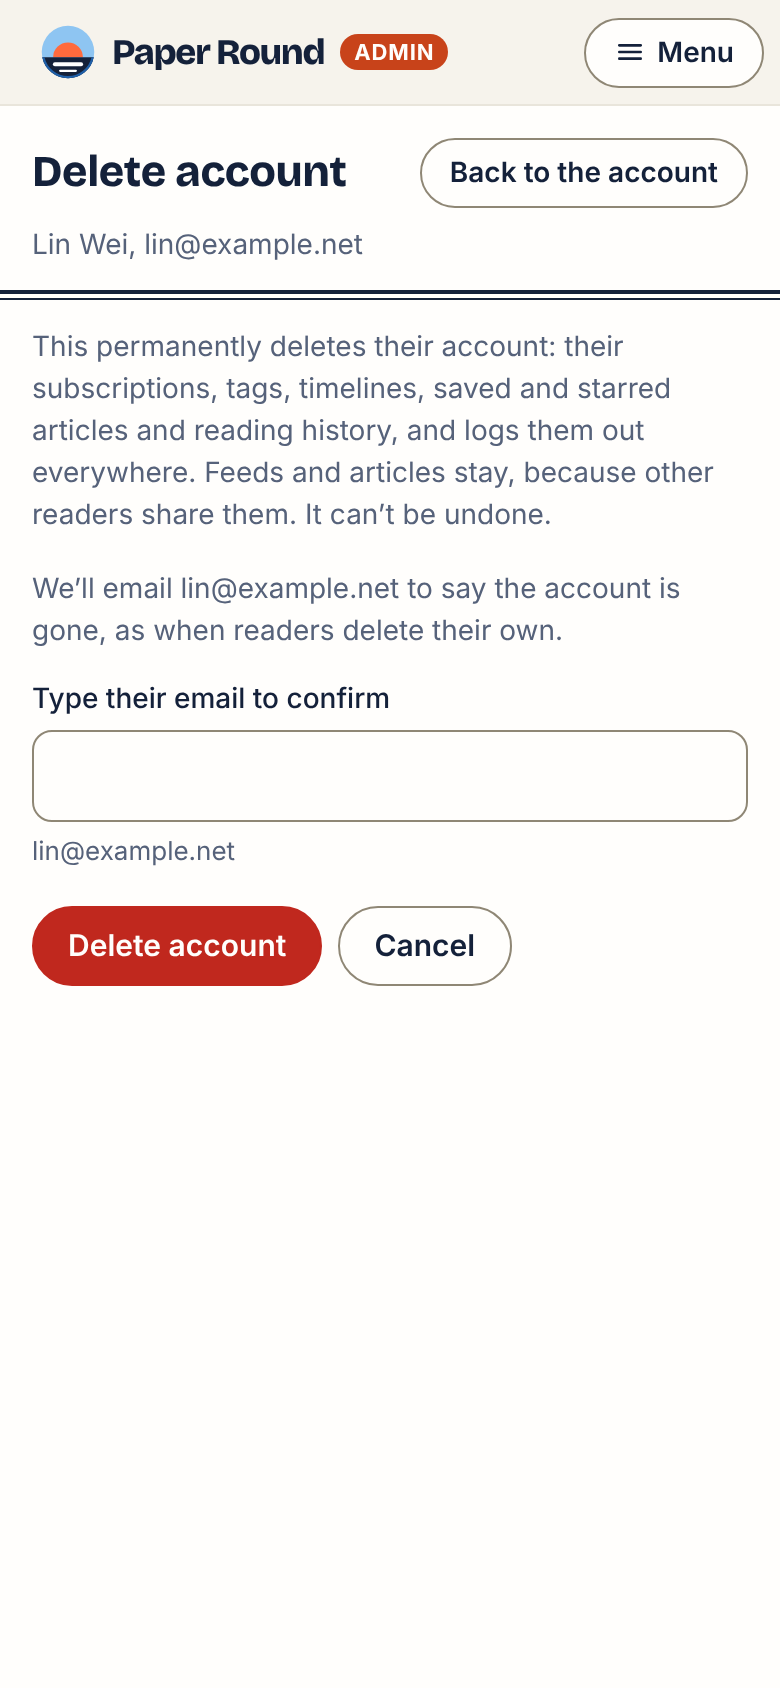 Paper Round ADMIN
Menu
Delete account
Back to the account
Lin Wei, lin@example.net
This permanently deletes their account: their
subscriptions, tags, timelines, saved and starred
articles and reading history, and logs them out
everywhere. Feeds and articles stay, because other
readers share them. It can’t be undone.
We’ll email lin@example.net to say the account is
gone, as when readers delete their own.
Type their email to confirm
lin@example.net
Delete account
Cancel